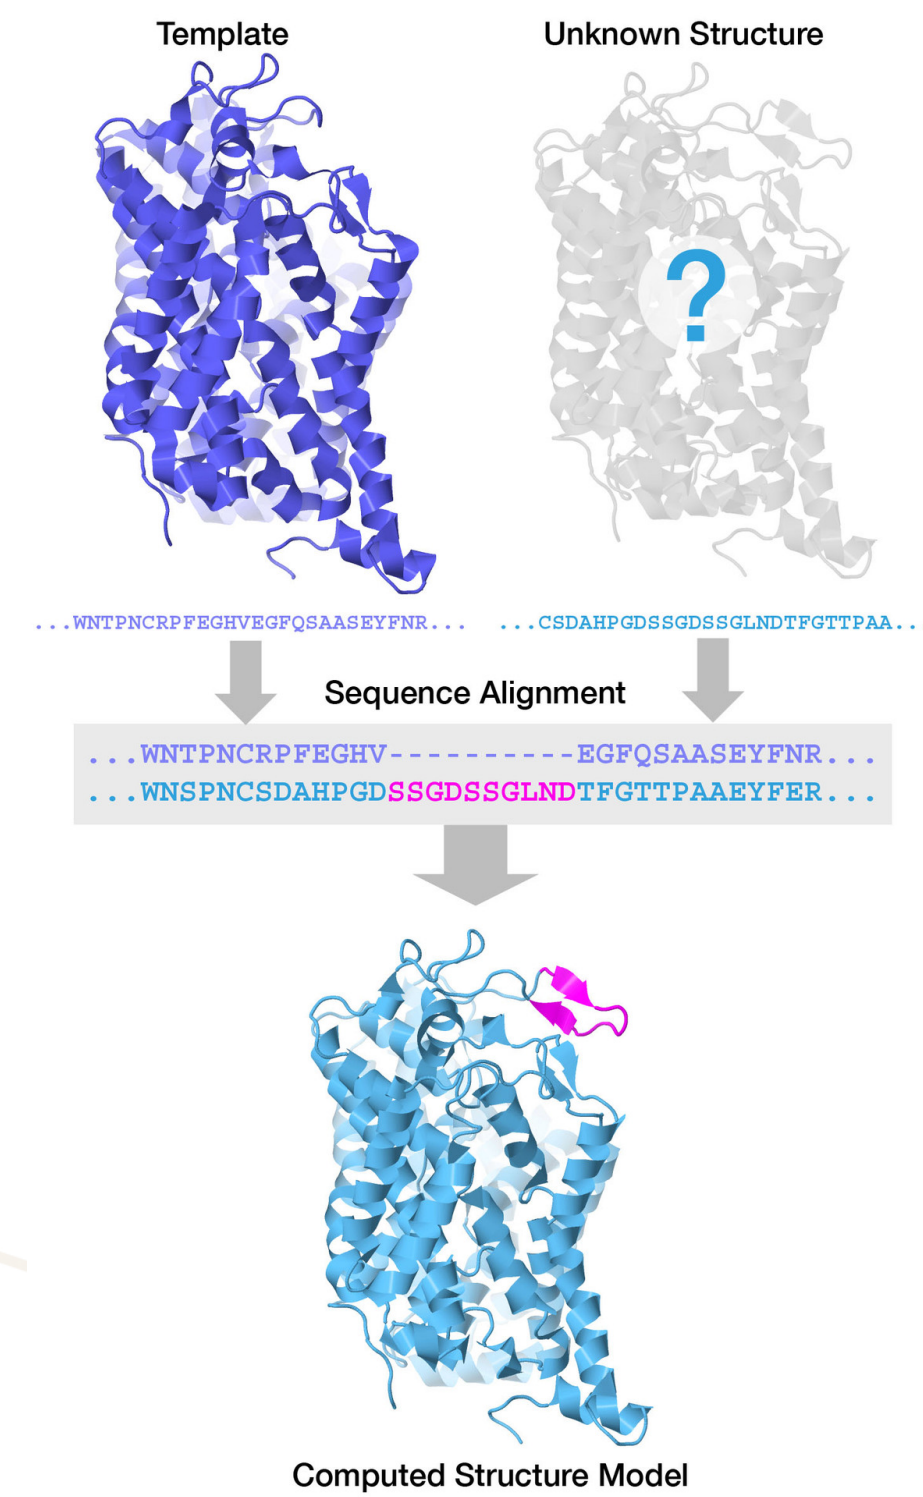 Template
Unknown Structure
?
...WNTPNCRPFEGHVEGFQSAASEYFNR...
...CSDAHPGDSSGDSSGLNDTFGTTPAA..
Sequence Alignment
...WNTPNCRPFEGHV----------EGFQSAASEYFNR...
...WNSPNCSDAHPGDSSGDSSGLNDTFGTTPAAEYFER...
Computed Structure Model